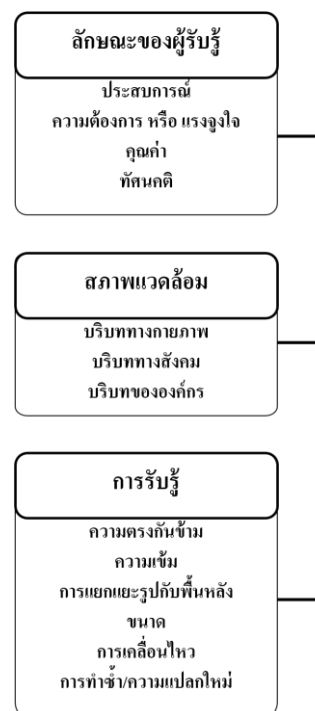 ลักษณะของผู้รับรู้
ประสบการณ์
ความต้องการ หรือ แรงจูงใจ
คุณค่า
ทัศนคติ
สภาพแวดล้อม
บริบททางกายภาพ
บริบททางสังคม
บริบทขององค์กร
การรับรู้
ความตรงกันข้าม
ความเข้ม
การแยกแยะรูปกับพื้นหลัง
ขนาด
การเคลื่อนไหว
การทำซ้ำ/ความแปลกใหม่